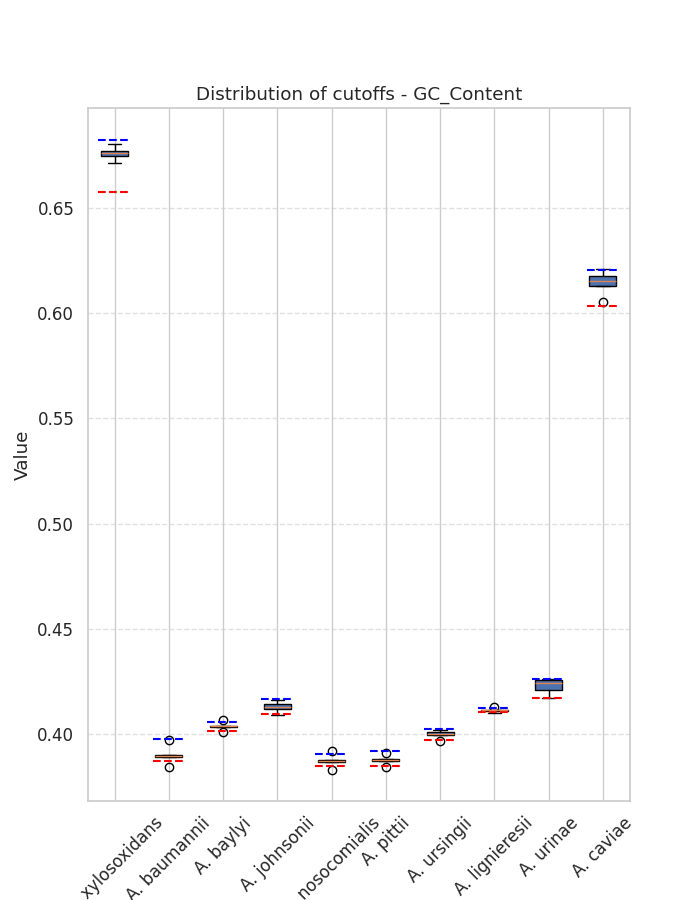 Distribution of cutoffs - GC_Content
Value
0.65
0.60
0.55
0.50
0.45
0.40
xylosoxidans
A. baumannii
A. baylyi
A. johnsonii
nosocomialis
A. pittii
A. ursingii
A. lignieresii
A. urinae
A. caviae